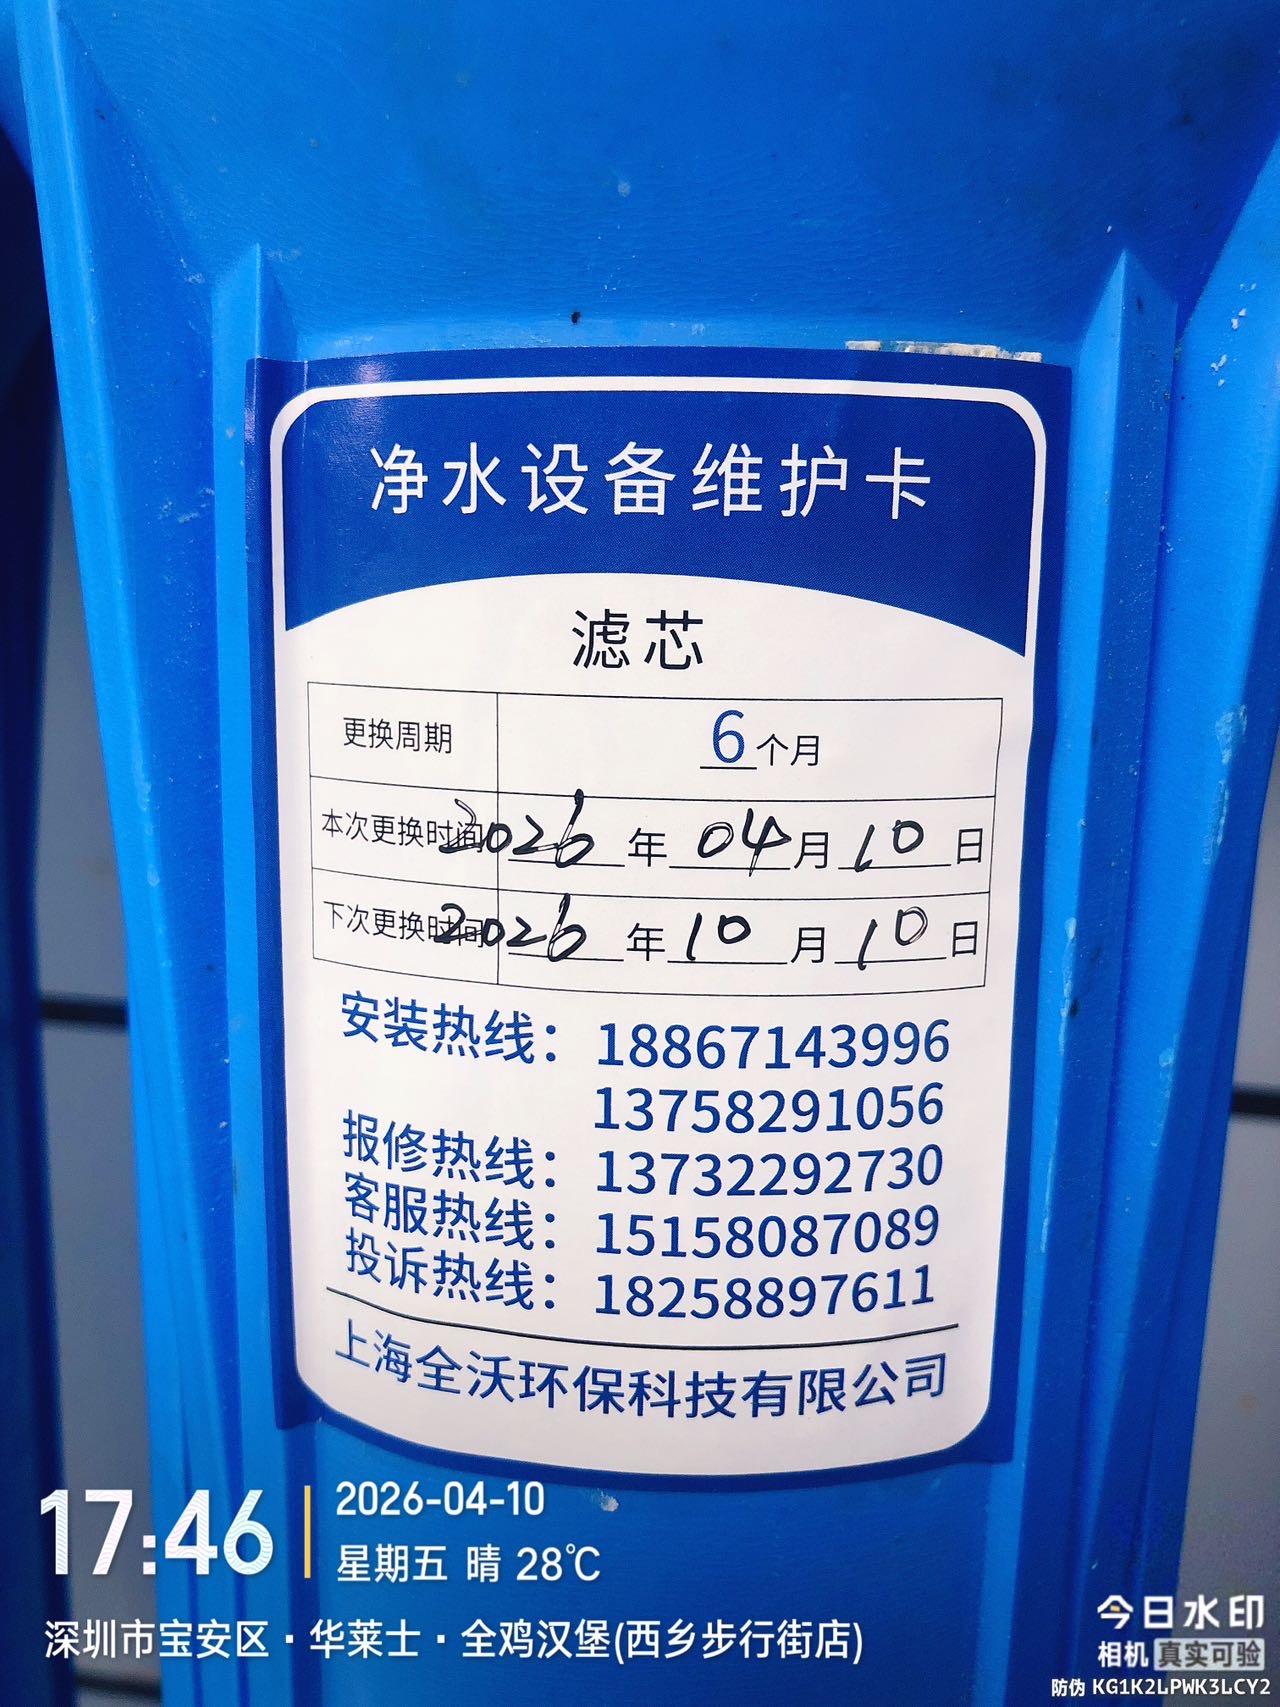 净水设备维护卡
滤芯
更换周期 6个月
本次更换时间 2026年04月10日
下次更换时间 2026年10月10日
安装热线：18867143996
13758291056
报修热线：13732292730
客服热线：15158087089
投诉热线：18258897611
上海全沃环保科技有限公司
17:46
2026-04-10
星期五 晴 28℃
深圳市宝安区·华莱士·全鸡汉堡(西乡步行街店)
今日水印
相机 真实可验
防伪 KG1K2LPWK3LCY2